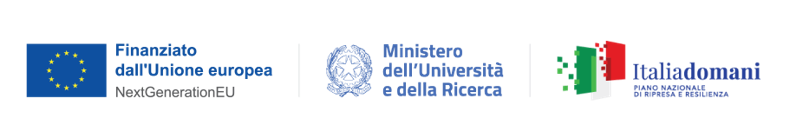 Finanziato
dall'Unione europea
NextGenerationEU
Ministero
dell'Università
e della Ricerca
Italiadomani
PIANO NAZIONALE
DI RIPRESA E RESILIENZA